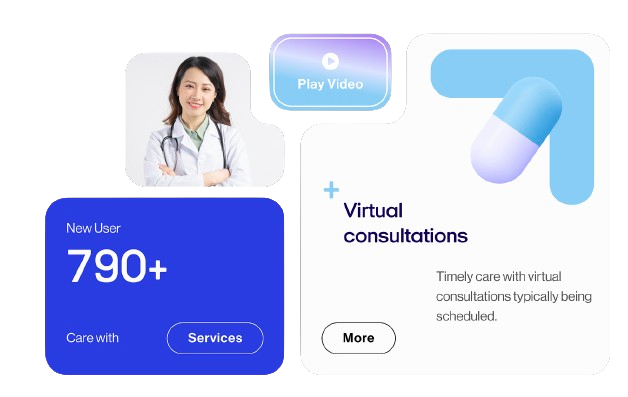 Play Video
Virtual
consultations
New User
790+
Timely care with virtual
consultations typically being
scheduled.
Care with
Services
More